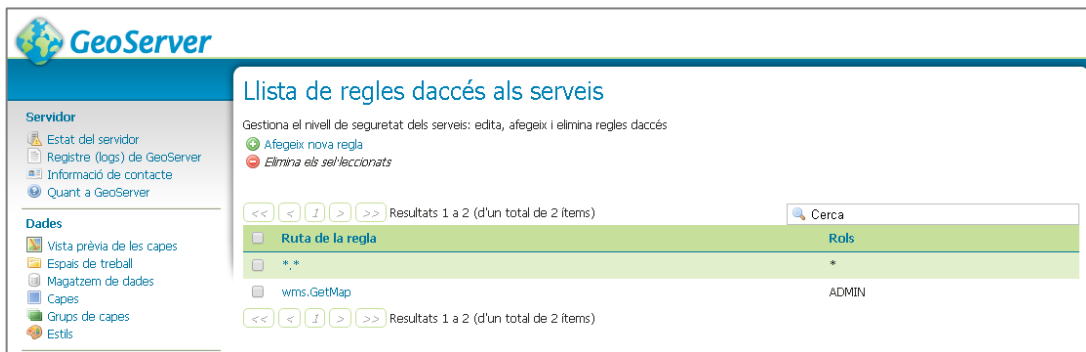 GeoServer
Servidor
Estat del servidor
Registre (logs) de GeoServer
Informació de contacte
Quant a GeoServer
Dades
Vista prèvia de les capes
Espais de treball
Magatzem de dades
Capes
Grups de capes
Estils
Llista de regles daccés als serveis
Gestiona el nivell de seguretat dels serveis: edita, afegeix i elimina regles daccés
Afegeix nova regla
Elimina els sel·leccionats
<< < 1 > >> Resultats 1 a 2 (d'un total de 2 ítems) Cerca
Ruta de la regla Rols
*.* *
wms.GetMap ADMIN
<< < 1 > >> Resultats 1 a 2 (d'un total de 2 ítems)